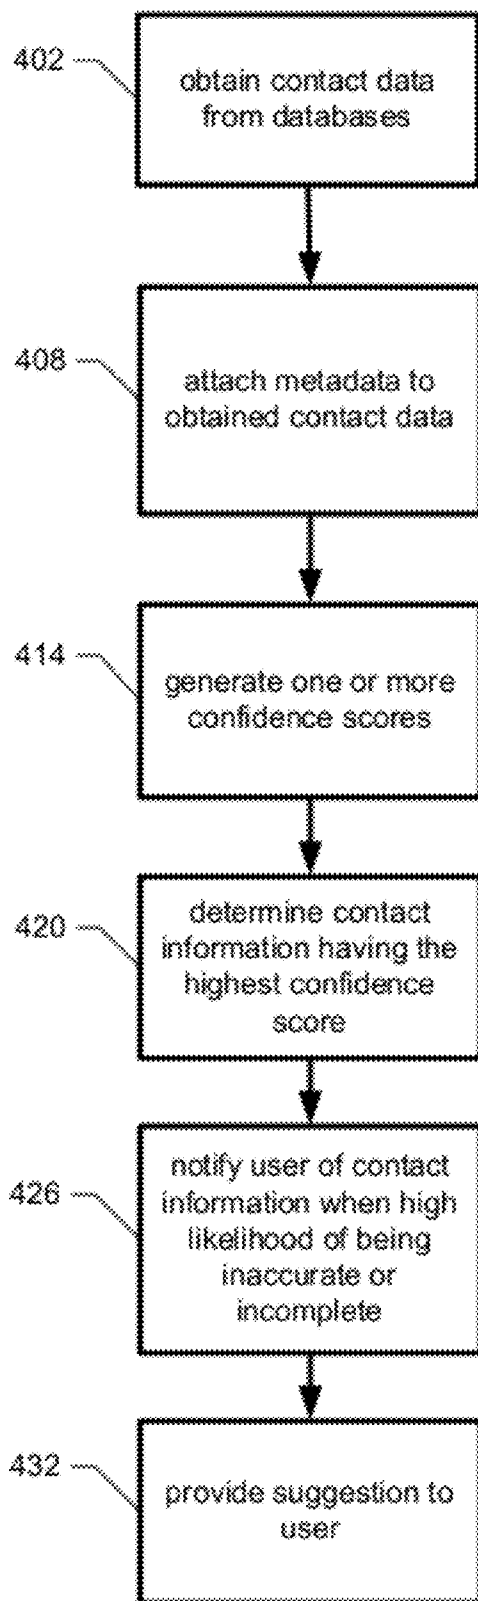 402
obtain contact data
from databases
408
attach metadata to
obtained contact data
414
generate one or more
confidence scores
420
determine contact
information having the
highest confidence
score
426
notify user of contact
information when high
likelihood of being
inaccurate or
incomplete
432
provide suggestion to
user